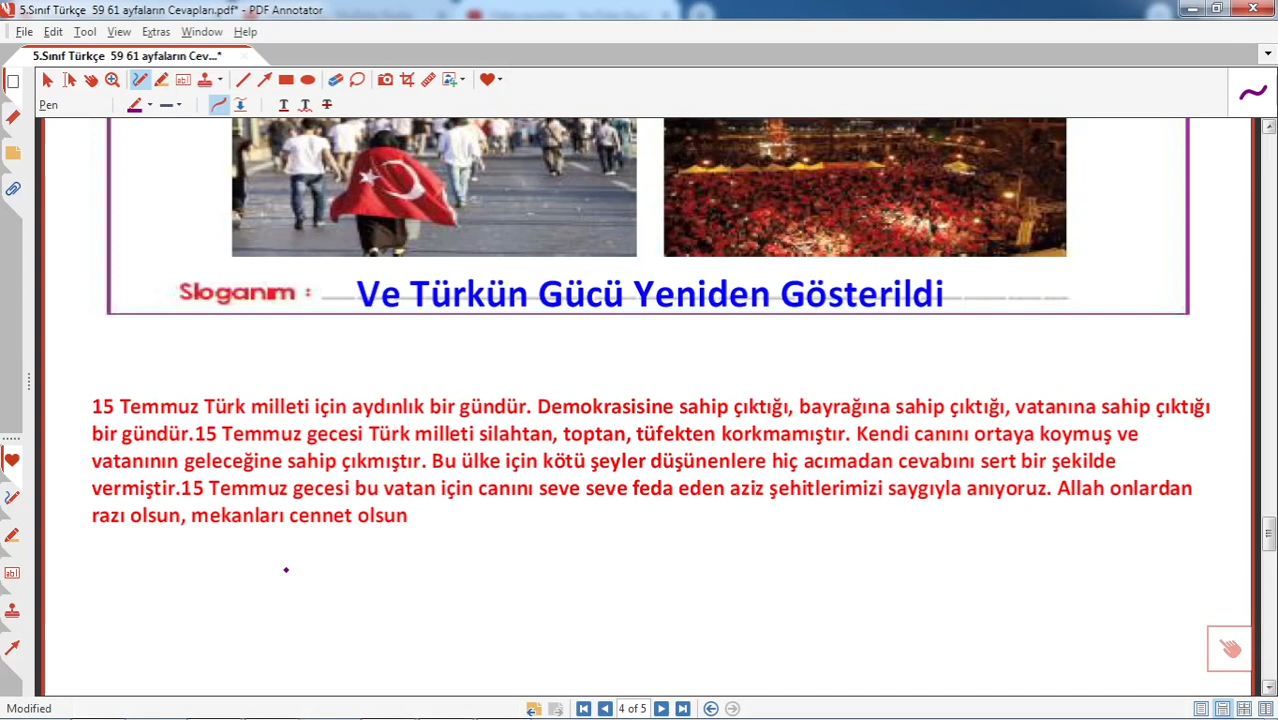 5.Sınıf Türkçe 59 61 ayfaların Cevapları.pdf* - PDF Annotator
File Edit Tool View Extras Window Help
5.Sınıf Türkçe 59 61 ayfaların Cev...*
Pen
Sloganım :
Ve Türkün Gücü Yeniden Gösterildi
15 Temmuz Türk milleti için aydınlık bir gündür. Demokrasisine sahip çıktığı, bayrağına sahip çıktığı, vatanına sahip çıktığı
bir gündür.15 Temmuz gecesi Türk milleti silahtan, toptan, tüfekten korkmamıştır. Kendi canını ortaya koymuş ve
vatanının geleceğine sahip çıkmıştır. Bu ülke için kötü şeyler düşünenlere hiç acımadan cevabını sert bir şekilde
vermiştir.15 Temmuz gecesi bu vatan için canını seve seve feda eden aziz şehitlerimizi saygıyla anıyoruz. Allah onlardan
razı olsun, mekanları cennet olsun
Modified
4 of 5